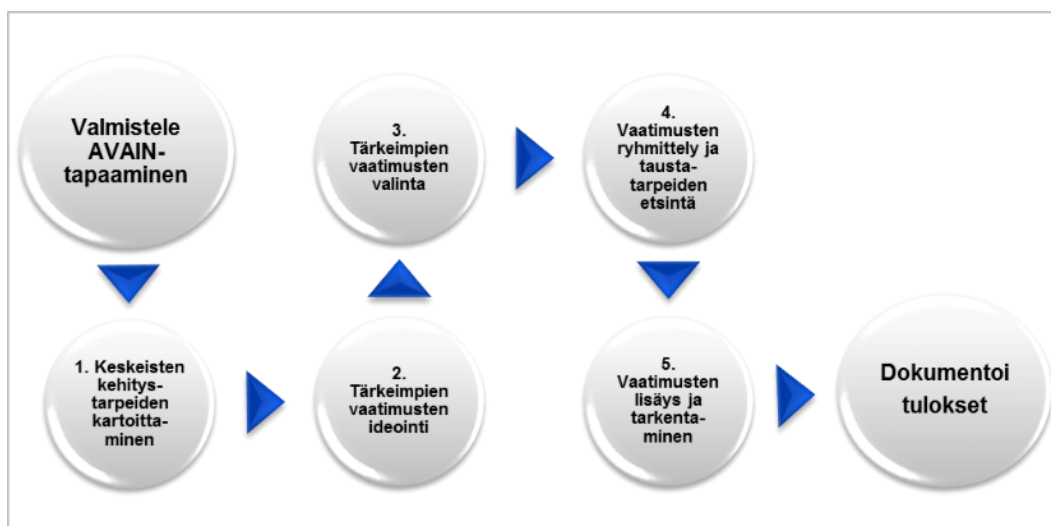 Valmistele
AVAIN-
tapaaminen
1. Keskeisten
kehitys-
tarpeiden
kartoitta-
minen
2.
Tärkeimpien
vaatimusten
ideointi
3.
Tärkeimpien
vaatimusten
valinta
4.
Vaatimusten
ryhmittely ja
tausta-
tarpeiden
etsintä
5.
Vaatimusten
lisäys ja
tarkenta-
minen
Dokumentoi
tulokset